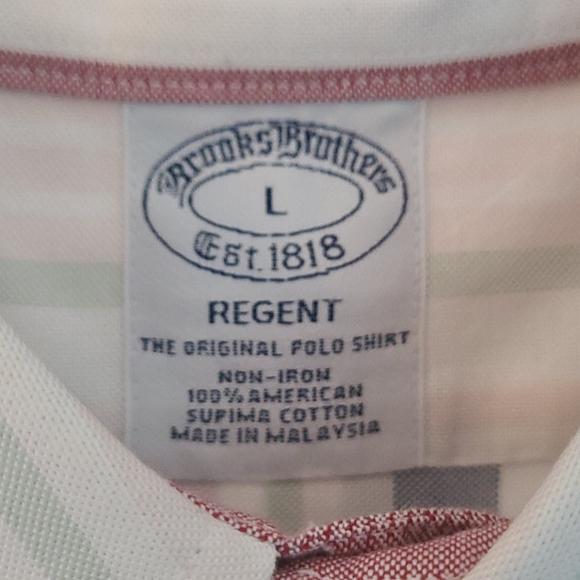 Brooks Brothers
L
Est. 1818
REGENT
THE ORIGINAL POLO SHIRT
NON-IRON
100% AMERICAN
SUPIMA COTTON
MADE IN MALAYSIA